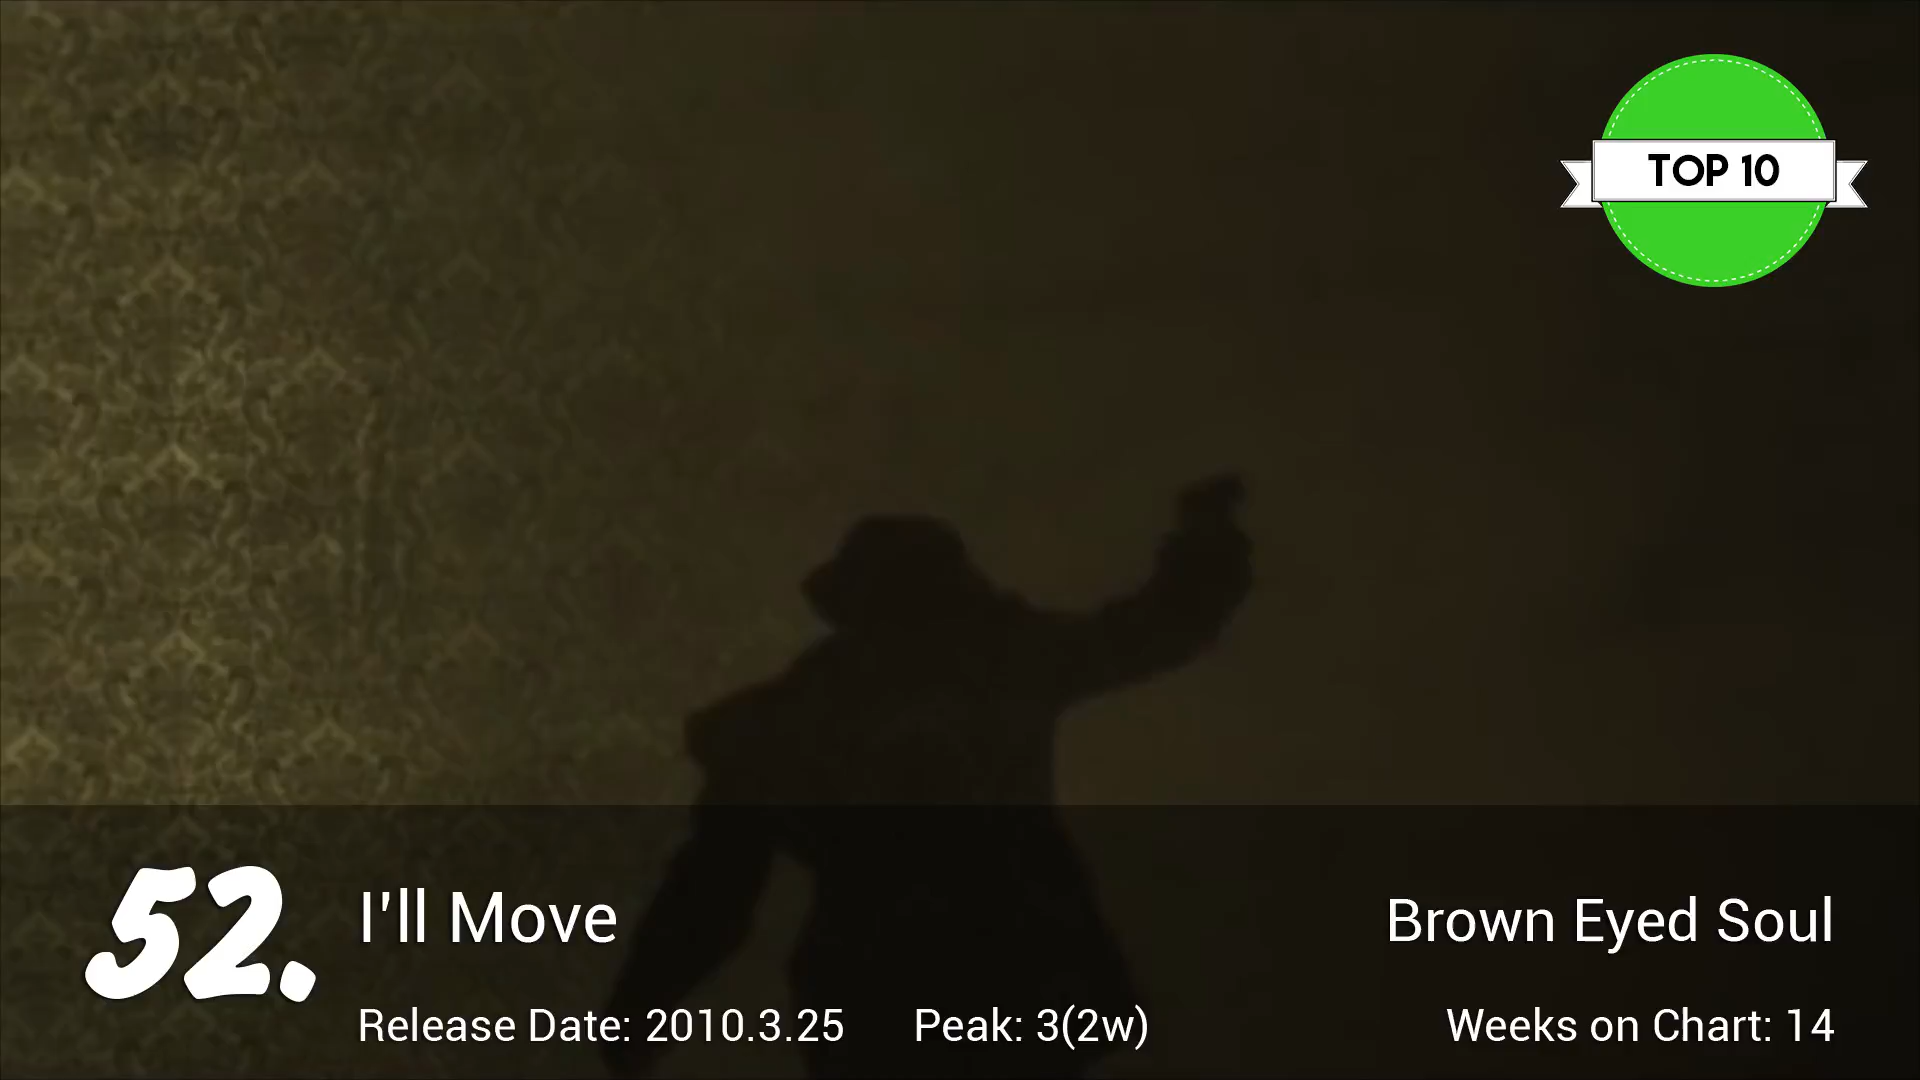 TOP 10
52.
I'll Move
Brown Eyed Soul
Release Date: 2010.3.25
Peak: 3(2w)
Weeks on Chart: 14